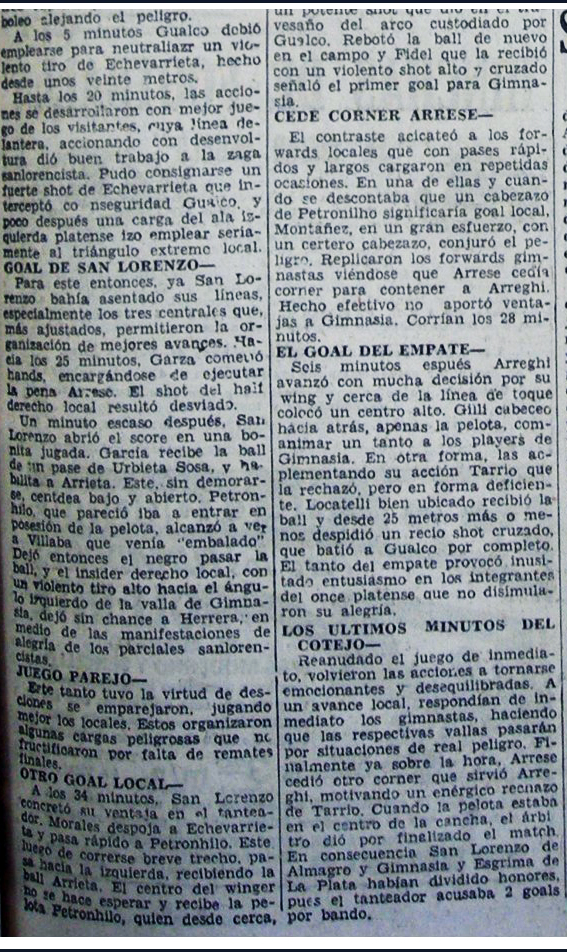 boleo alejando el peligro.
A los 5 minutos Gualco debió
emplearse para neutraliazr un vio-
lento tiro de Echevarrieta, hecho
desde unos veinte metros.
Hasta los 20 minutos, las accio-
nes se desarrollaron con mejor jue-
go de los visitantes, cuya línea de-
lantera, accionando con desenvol-
tura dió buen trabajo a la zaga
sanlorencista. Pudo consignarse un
fuerte shot de Echevarrieta que in-
terceptó co nseguridad Gualco, y
poco después una carga del ala iz-
quierda platense izo emplear seria-
mente al triángulo extremo local.
GOAL DE SAN LORENZO—
Para este entonces, ya San Lo-
renzo bahía asentado sus líneas,
especialmente los tres centrales que,
más ajustados, permitieron la or-
ganización de mejores avances. Ha-
cia los 25 minutos, Garza cometió
hands, encargándose de ejecutar
la pena Arrese. El shot del half
derecho local resultó desviado.
Un minuto escaso después, San
Lorenzo abrió el score en una bo-
nita jugada. García recibe la ball
de un pase de Urbieta Sosa, y ha-
bilita a Arrieta. Este, sin demorar-
se, centdea bajo y abierto. Petron-
hilo, que pareció iba a entrar en
posesión de la pelota, alcanzó a ver
a Villaba que venía "embalado"
Dejó entonces el negro pasar la
ball, y el insider derecho local, con
un violento tiro alto hacia el ángu-
lo izquierdo de la valla de Gimna-
sia, dejó sin chance a Herrera, en
medio de las manifestaciones de
alegría de los parciales sanloren-
cistas.
JUEGO PAREJO—
Este tanto tuvo la virtud de des-
ciones se emparejaron, jugando
mejor los locales. Estos organizaron
algunas cargas peligrosas que no
fructificaron por falta de remates
finales.
OTRO GOAL LOCAL—
A los 34 minutos, San Lorenzo
concretó su ventaja en el tantea-
dor. Morales despoja a Echevarrie-
ta y pasa rápido a Petronhilo. Este
luego de correrse breve trecho, pa-
sa hacia la izquierda, recibiendo la
ball Arrieta. El centro del winger
no se hace esperar y recibe la pe-
lota Petronhilo, quien desde cerca,
un potente shot que dió en el tra-
vesaño del arco custodiado por
Gualco. Rebotó la ball de nuevo
en el campo y Fidel que la recibió
con un violento shot alto y cruzado
señaló el primer goal para Gimna-
sia.
CEDE CORNER ARRESE—
El contraste acicateó a los for-
wards locales que con pases rápi-
dos y largos cargaron en repetidas
ocasiones. En una de ellas y cuan-
do se descontaba que un cabezazo
de Petronilho significaría goal local,
Montañez, en un gran esfuerzo, con
un certero cabezazo, conjuró el pe-
ligro. Replicaron los forwards gim-
nastas viéndose que Arrese cedía
corner para contener a Arreghi.
Hecho efectivo no aportó venta-
jas a Gimnasia. Corrían los 28 mi-
nutos.
EL GOAL DEL EMPATE—
Seis minutos espués Arreghi
avanzó con mucha decisión por su
wing y cerca de la línea de toque
colocó un centro alto. Gilli cabeceo
hacia atrás, apenas la pelota, com-
animar un tanto a los players de
Gimnasia. En otra forma, las ac-
plementando su acción Tarrio que
la rechazó, pero en forma deficien-
te. Locatelli bien ubicado recibió la
ball y desde 25 metros más o me-
nos despidió un recio shot cruzado,
que batió a Gualco por completo.
El tanto del empate provocó inusi-
tado entusiasmo en los integrantes
del once platense que no disimula-
ron su alegría.
LOS ULTIMOS MINUTOS DEL
COTEJO—
Reanudado el juego de inmedia-
to, volvieron las acciones a tornarse
emocionantes y desequilibradas. A
un avance local, respondían de in-
mediato los gimnastas, haciendo
que las respectivas vallas pasarán
por situaciones de real peligro. Fi-
nalmente ya sobre la hora, Arrese
cedió otro corner que sirvió Arre-
ghi, motivando un enérgico rechazo
de Tarrio. Cuando la pelota estaba
en el centro de la cancha, el árbi
tro dió por finalizado el match.
En consecuencia San Lorenzo de
Almagro y Gimnasia y Esgrima de
La Plata habían dividido honores,
pues el tanteador acusaba 2 goals
por bando.